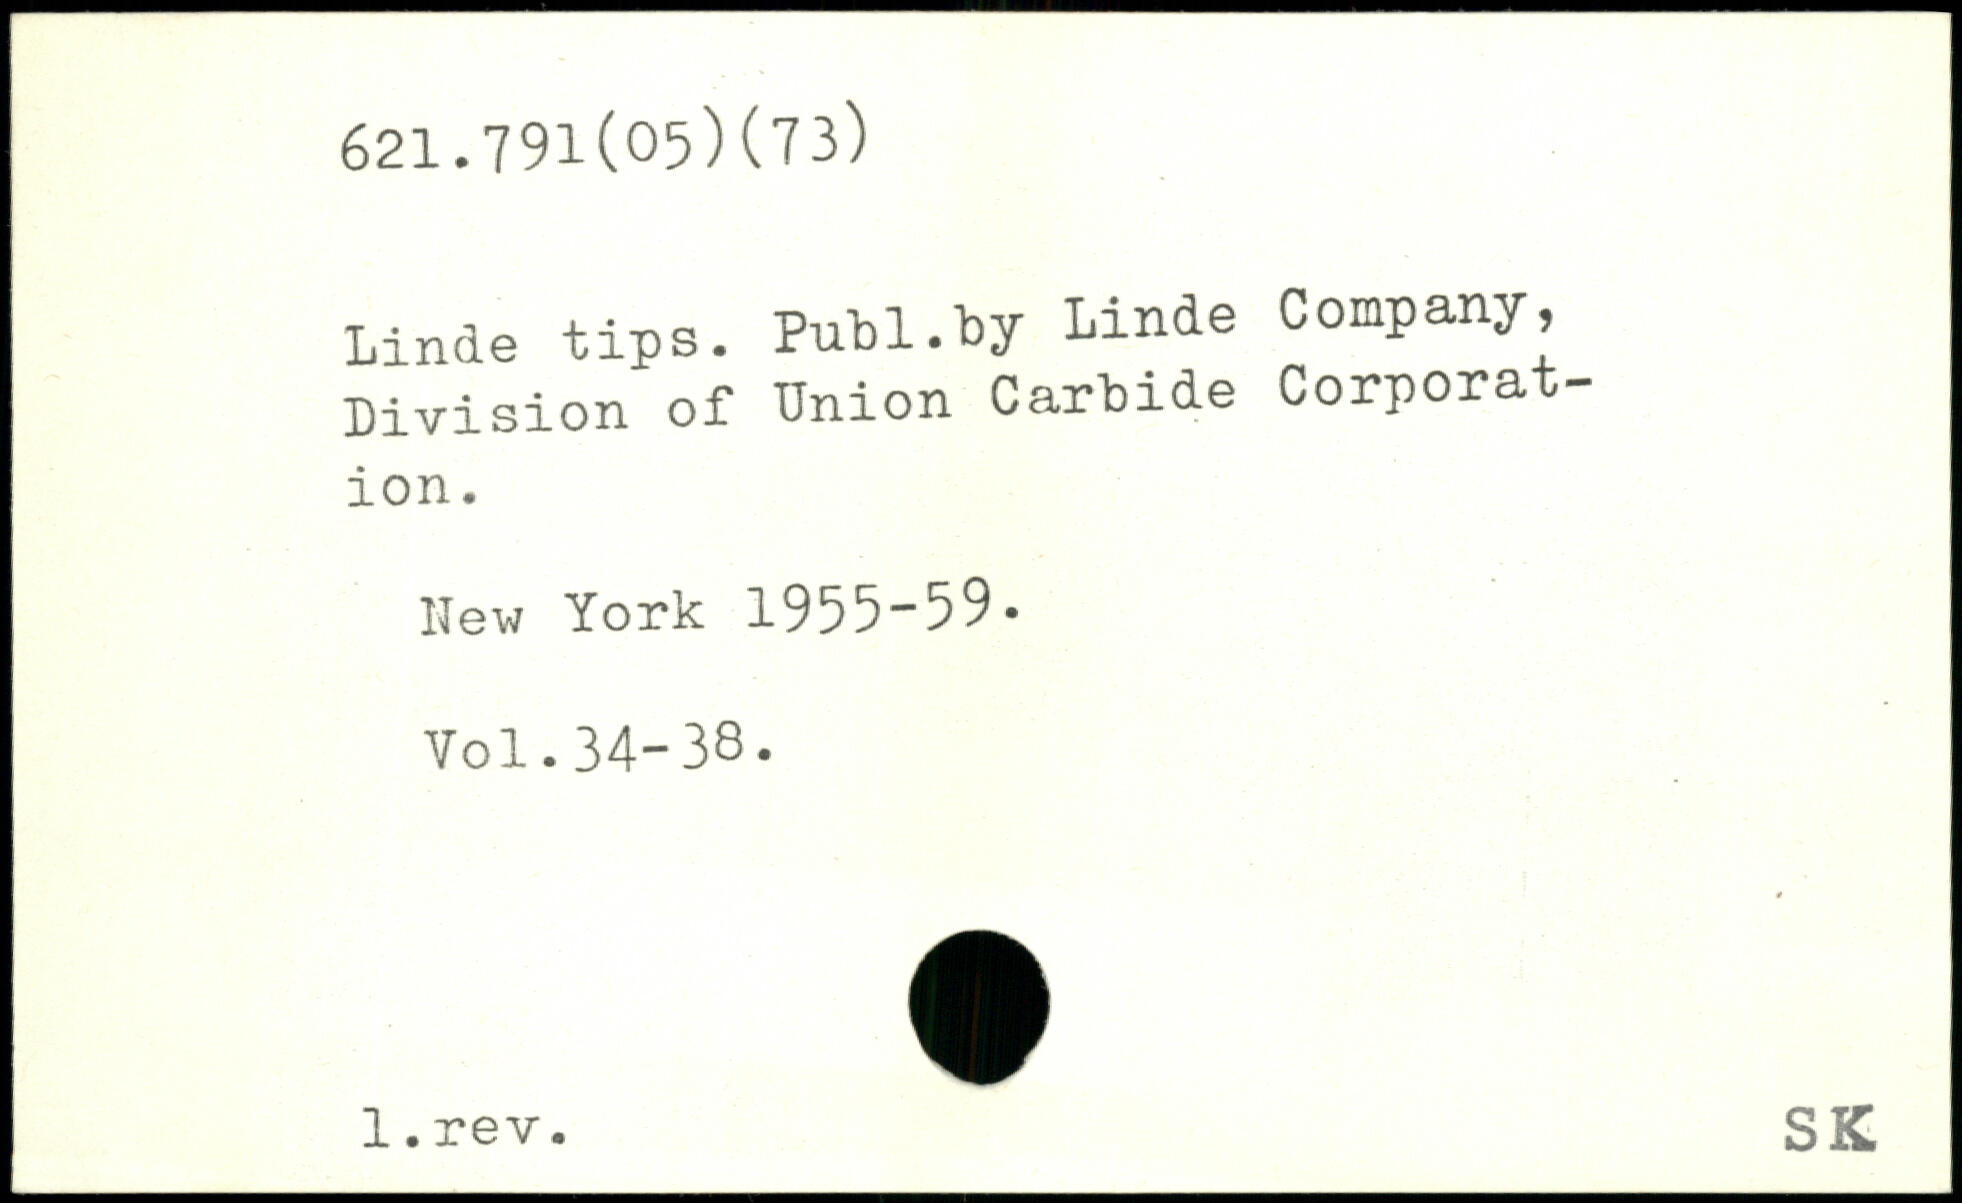 621.791(05)(73)
Linde tips. Publ.by Linde Company,
Division of Union Carbide Corporat-
ion.
New York 1955-59.
Vol.34-38.
1.rev.
SK